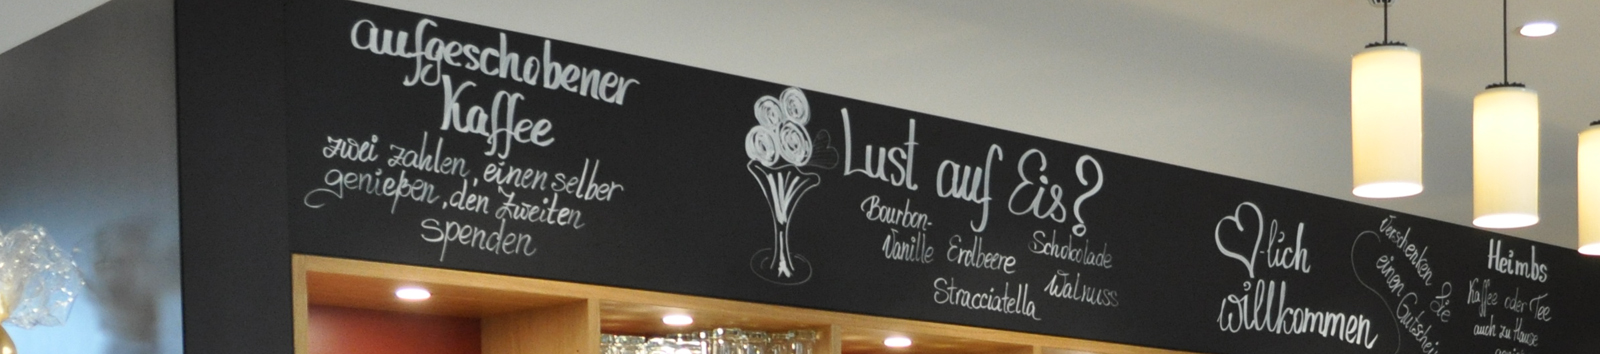 aufgeschobener
Kaffee
zwei zahlen, einen selber
genießen, den zweiten
spenden
Lust auf Eis?
Bourbon-
Vanille Erdbeere Schokolade
Stracciatella Walnuss
-lich
willkommen
Verschenken Sie
einen Gutschein
Heimbs
Kaffee oder Tee
auch zu Hause